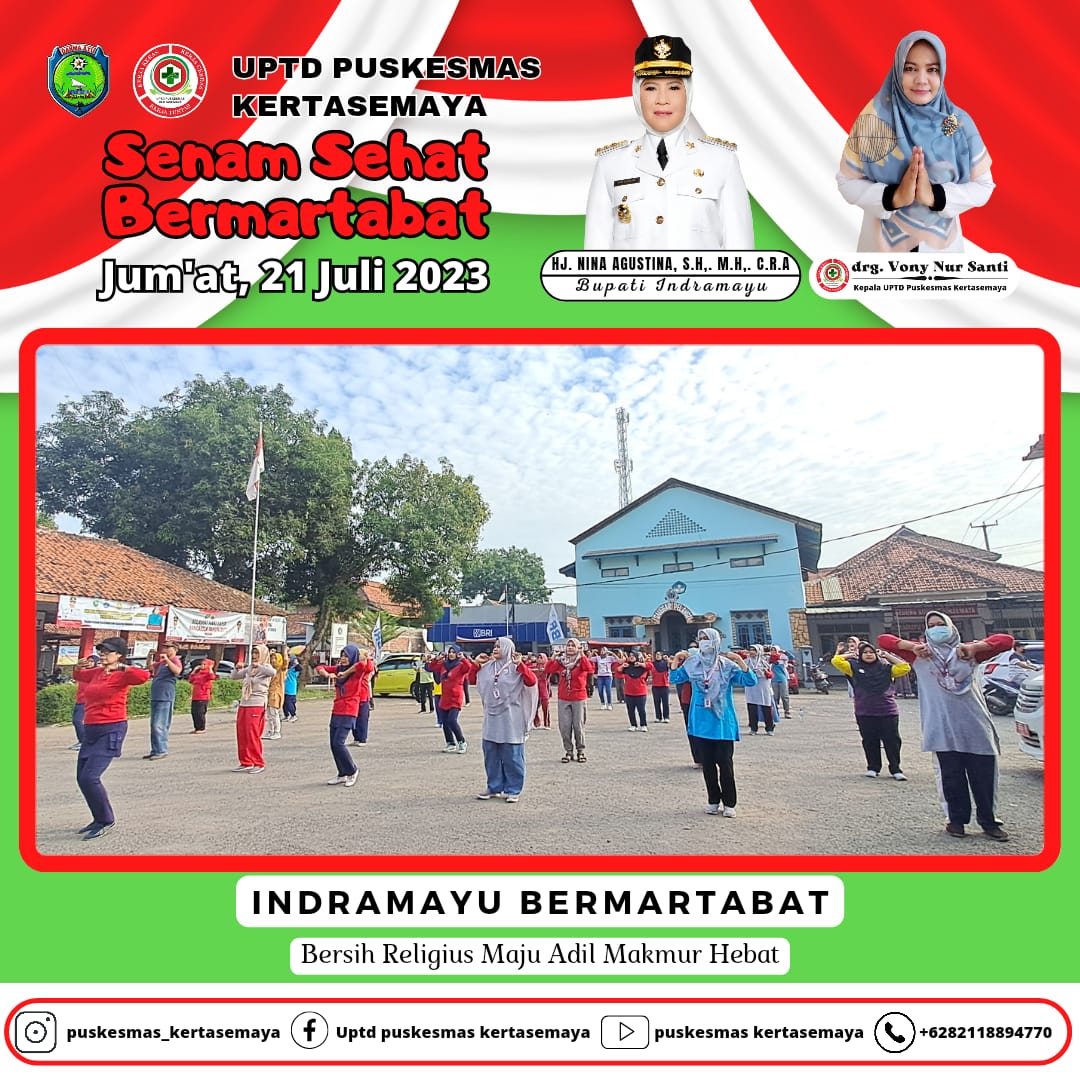 UPTD PUSKESMAS
KERTASEMAYA
Senam Sehat
Bermartabat
Jum'at, 21 Juli 2023
HJ. NINA AGUSTINA, S.H,. M.H,. C.R.A
Bupati Indramayu
drg. Vony Nur Santi
Kepala UPTD Puskesmas Kertasemaya
BRI
INDRAMAYU BERMARTABAT
Bersih Religius Maju Adil Makmur Hebat
puskesmas_kertasemaya
Uptd puskesmas kertasemaya
puskesmas kertasemaya
+6282118894770